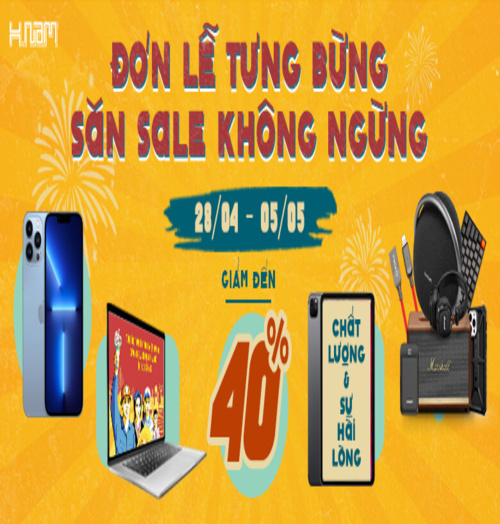 H.NAM
ĐƠN LỄ TƯNG BỪNG
SĂN SALE KHÔNG NGỪNG
28/04 - 05/05
GIẢM ĐẾN
40%
CHẤT
LƯỢNG
&
SỰ
HÀI
LÒNG
Marshall